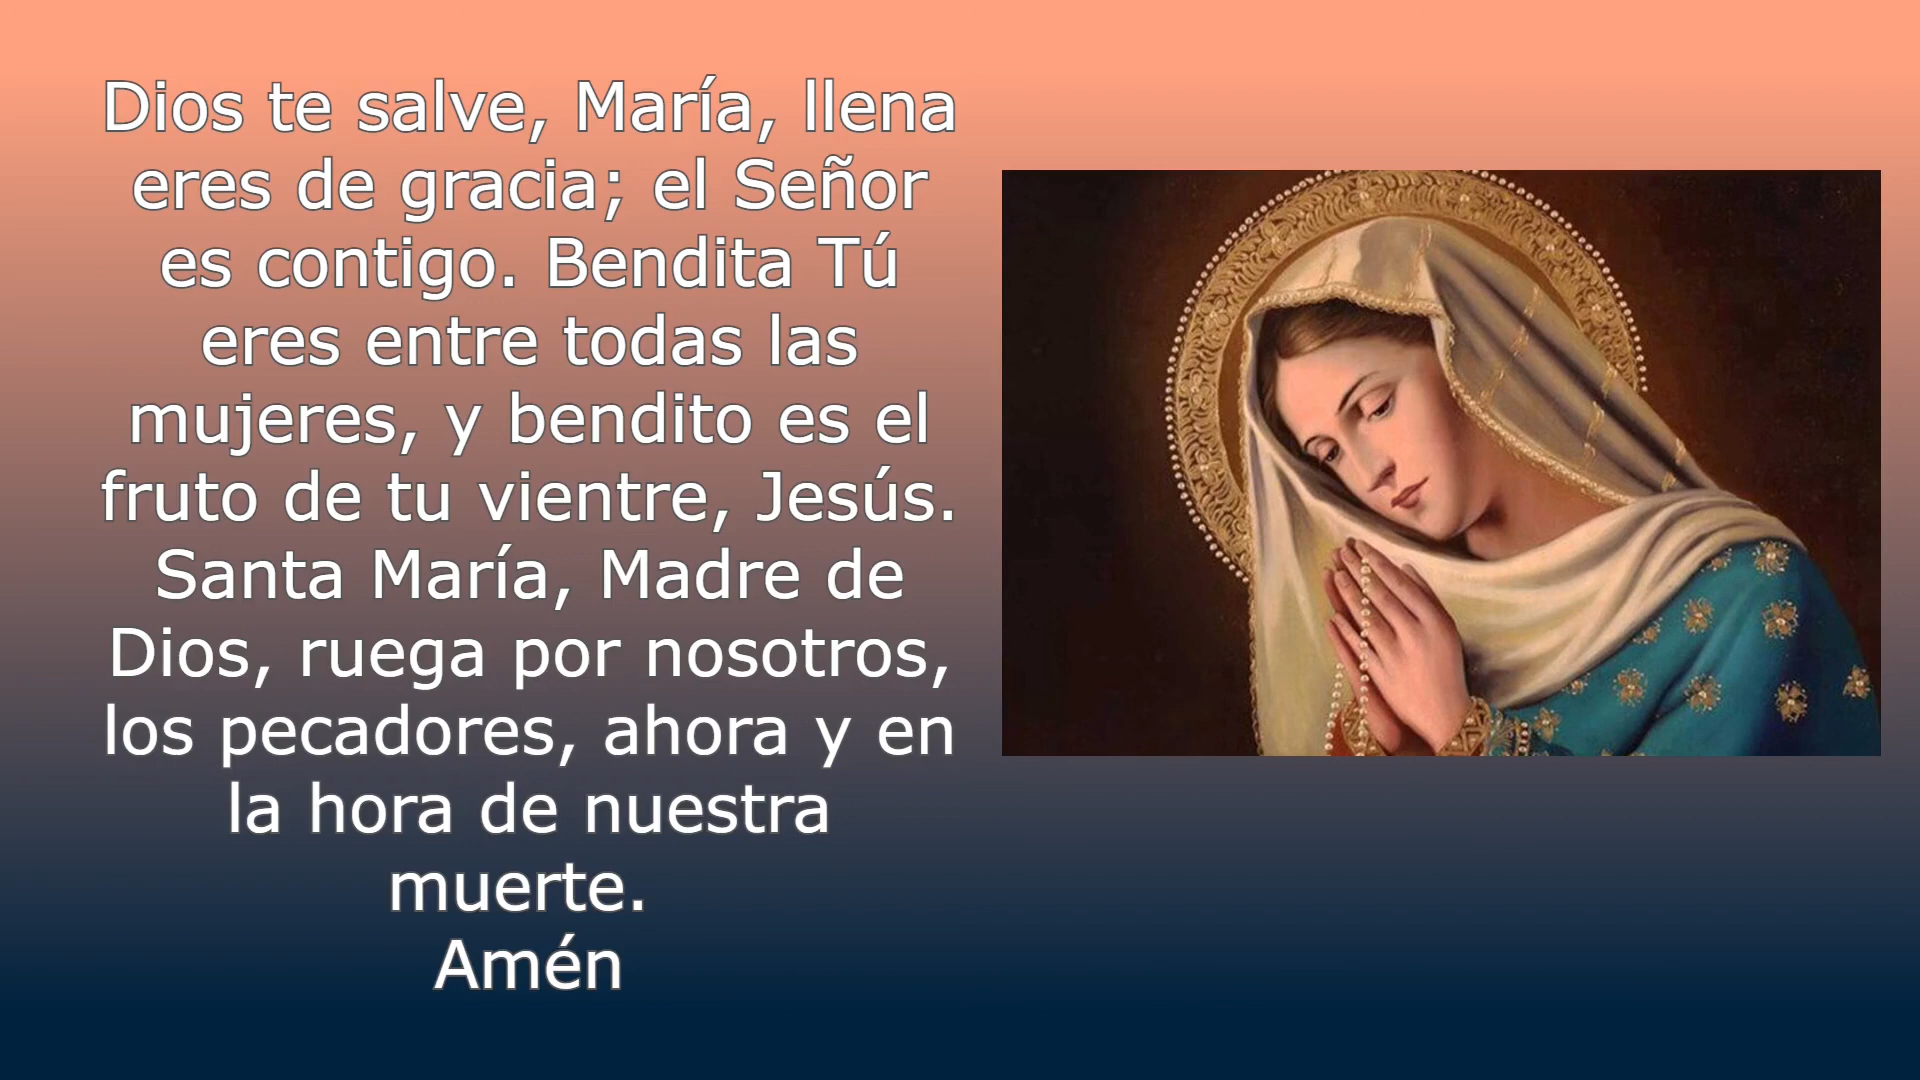 Dios te salve, María, llena
eres de gracia; el Señor
es contigo. Bendita Tú
eres entre todas las
mujeres, y bendito es el
fruto de tu vientre, Jesús.
Santa María, Madre de
Dios, ruega por nosotros,
los pecadores, ahora y en
la hora de nuestra
muerte.
Amén